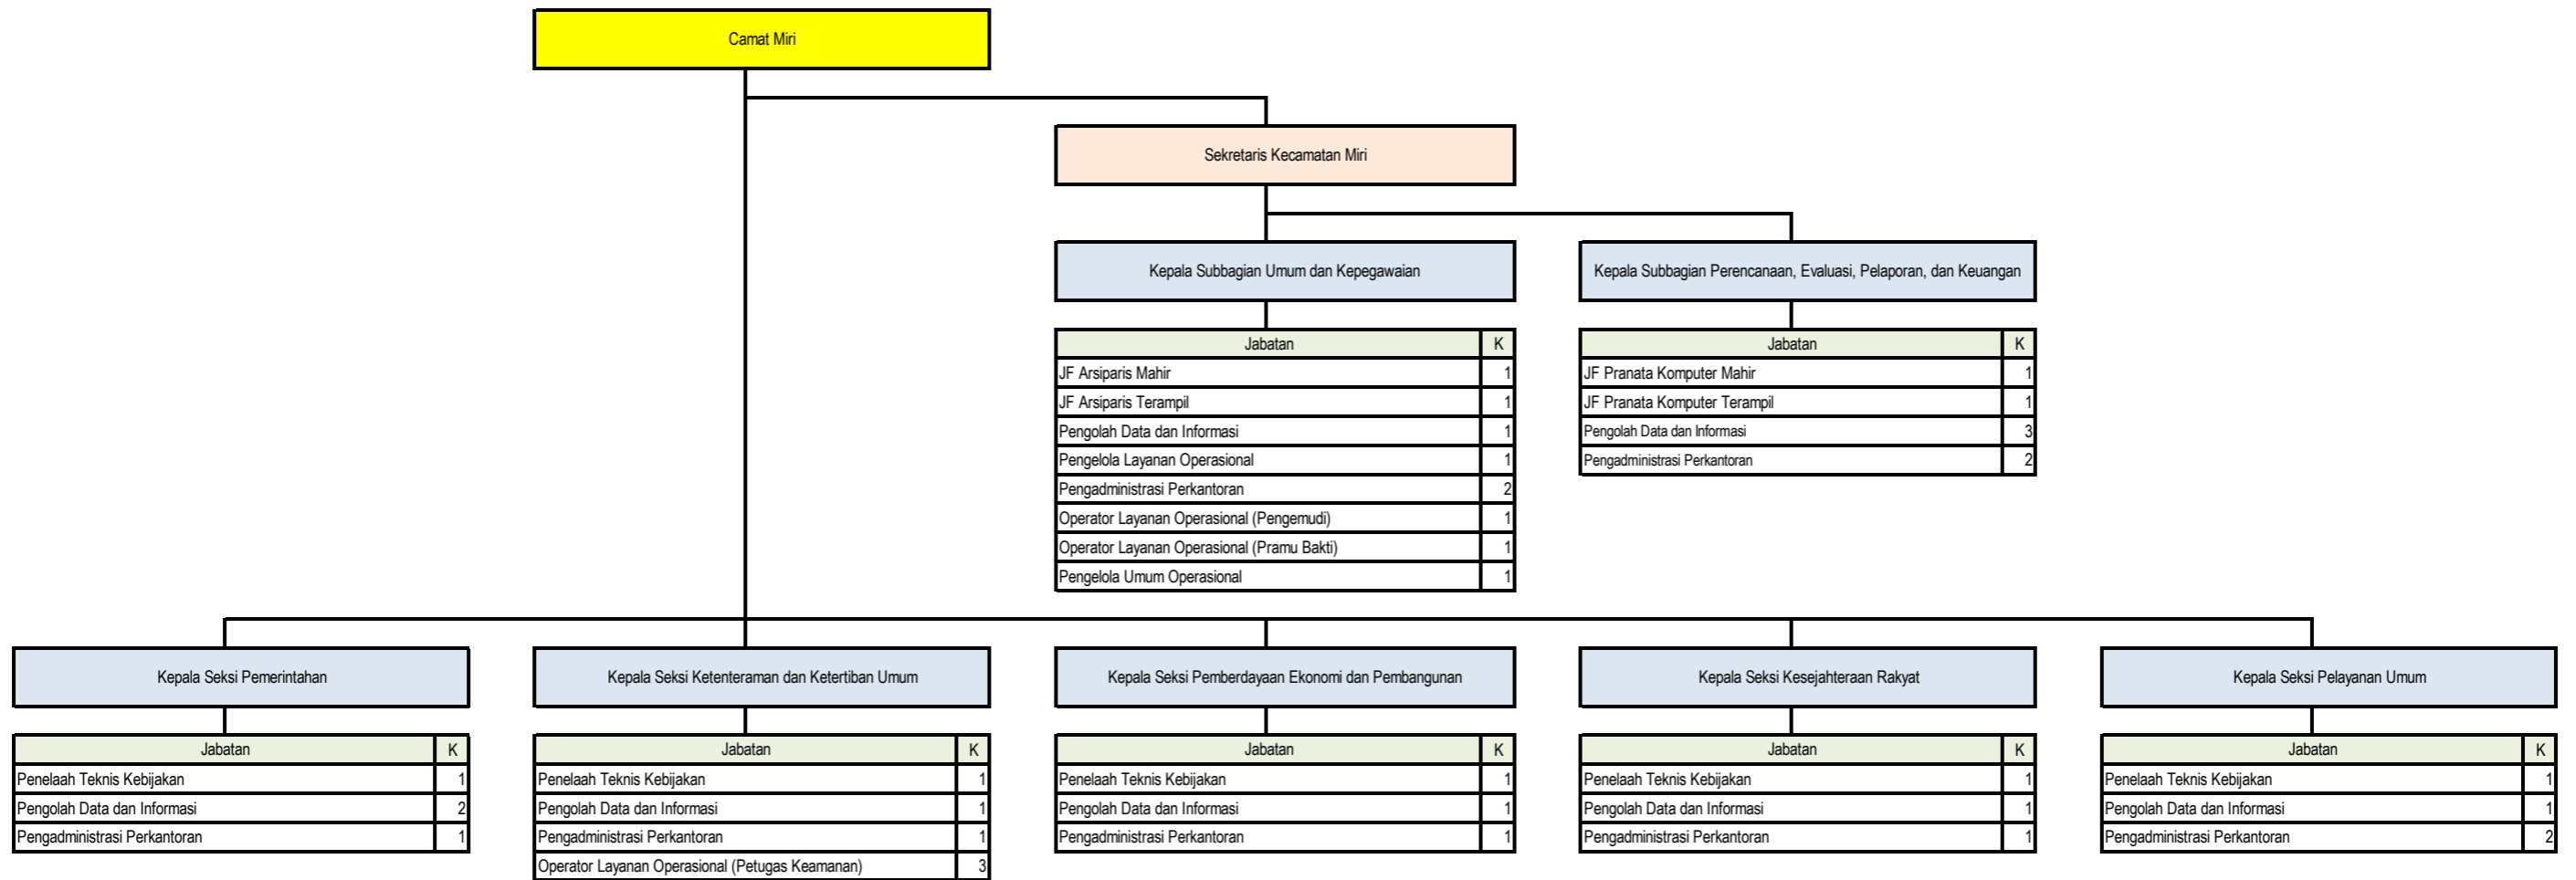 Camat Miri
Sekretaris Kecamatan Miri
Kepala Subbagian Umum dan Kepegawaian
Jabatan K
JF Arsiparis Mahir 1
JF Arsiparis Terampil 1
Pengolah Data dan Informasi 1
Pengelola Layanan Operasional 1
Pengadministrasi Perkantoran 2
Operator Layanan Operasional (Pengemudi) 1
Operator Layanan Operasional (Pramu Bakti) 1
Pengelola Umum Operasional 1
Kepala Subbagian Perencanaan, Evaluasi, Pelaporan, dan Keuangan
Jabatan K
JF Pranata Komputer Mahir 1
JF Pranata Komputer Terampil 1
Pengolah Data dan Informasi 3
Pengadministrasi Perkantoran 2
Kepala Seksi Pemerintahan
Jabatan K
Penelaah Teknis Kebijakan 1
Pengolah Data dan Informasi 2
Pengadministrasi Perkantoran 1
Kepala Seksi Ketenteraman dan Ketertiban Umum
Jabatan K
Penelaah Teknis Kebijakan 1
Pengolah Data dan Informasi 1
Pengadministrasi Perkantoran 1
Operator Layanan Operasional (Petugas Keamanan) 3
Kepala Seksi Pemberdayaan Ekonomi dan Pembangunan
Jabatan K
Penelaah Teknis Kebijakan 1
Pengolah Data dan Informasi 1
Pengadministrasi Perkantoran 1
Kepala Seksi Kesejahteraan Rakyat
Jabatan K
Penelaah Teknis Kebijakan 1
Pengolah Data dan Informasi 1
Pengadministrasi Perkantoran 1
Kepala Seksi Pelayanan Umum
Jabatan K
Penelaah Teknis Kebijakan 1
Pengolah Data dan Informasi 1
Pengadministrasi Perkantoran 2